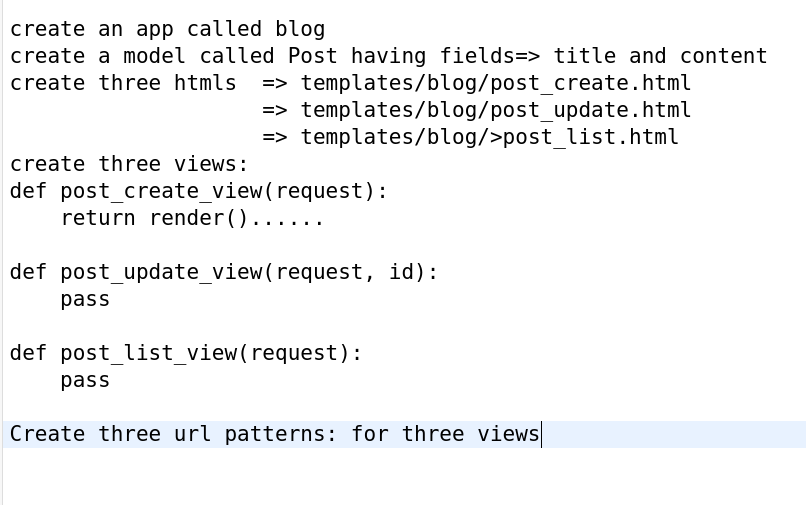 create an app called blog
create a model called Post having fields=> title and content
create three htmls  => templates/blog/post_create.html
                    => templates/blog/post_update.html
                    => templates/blog/>post_list.html
create three views:
def post_create_view(request):
    return render()......
def post_update_view(request, id):
    pass
def post_list_view(request):
    pass
Create three url patterns: for three views